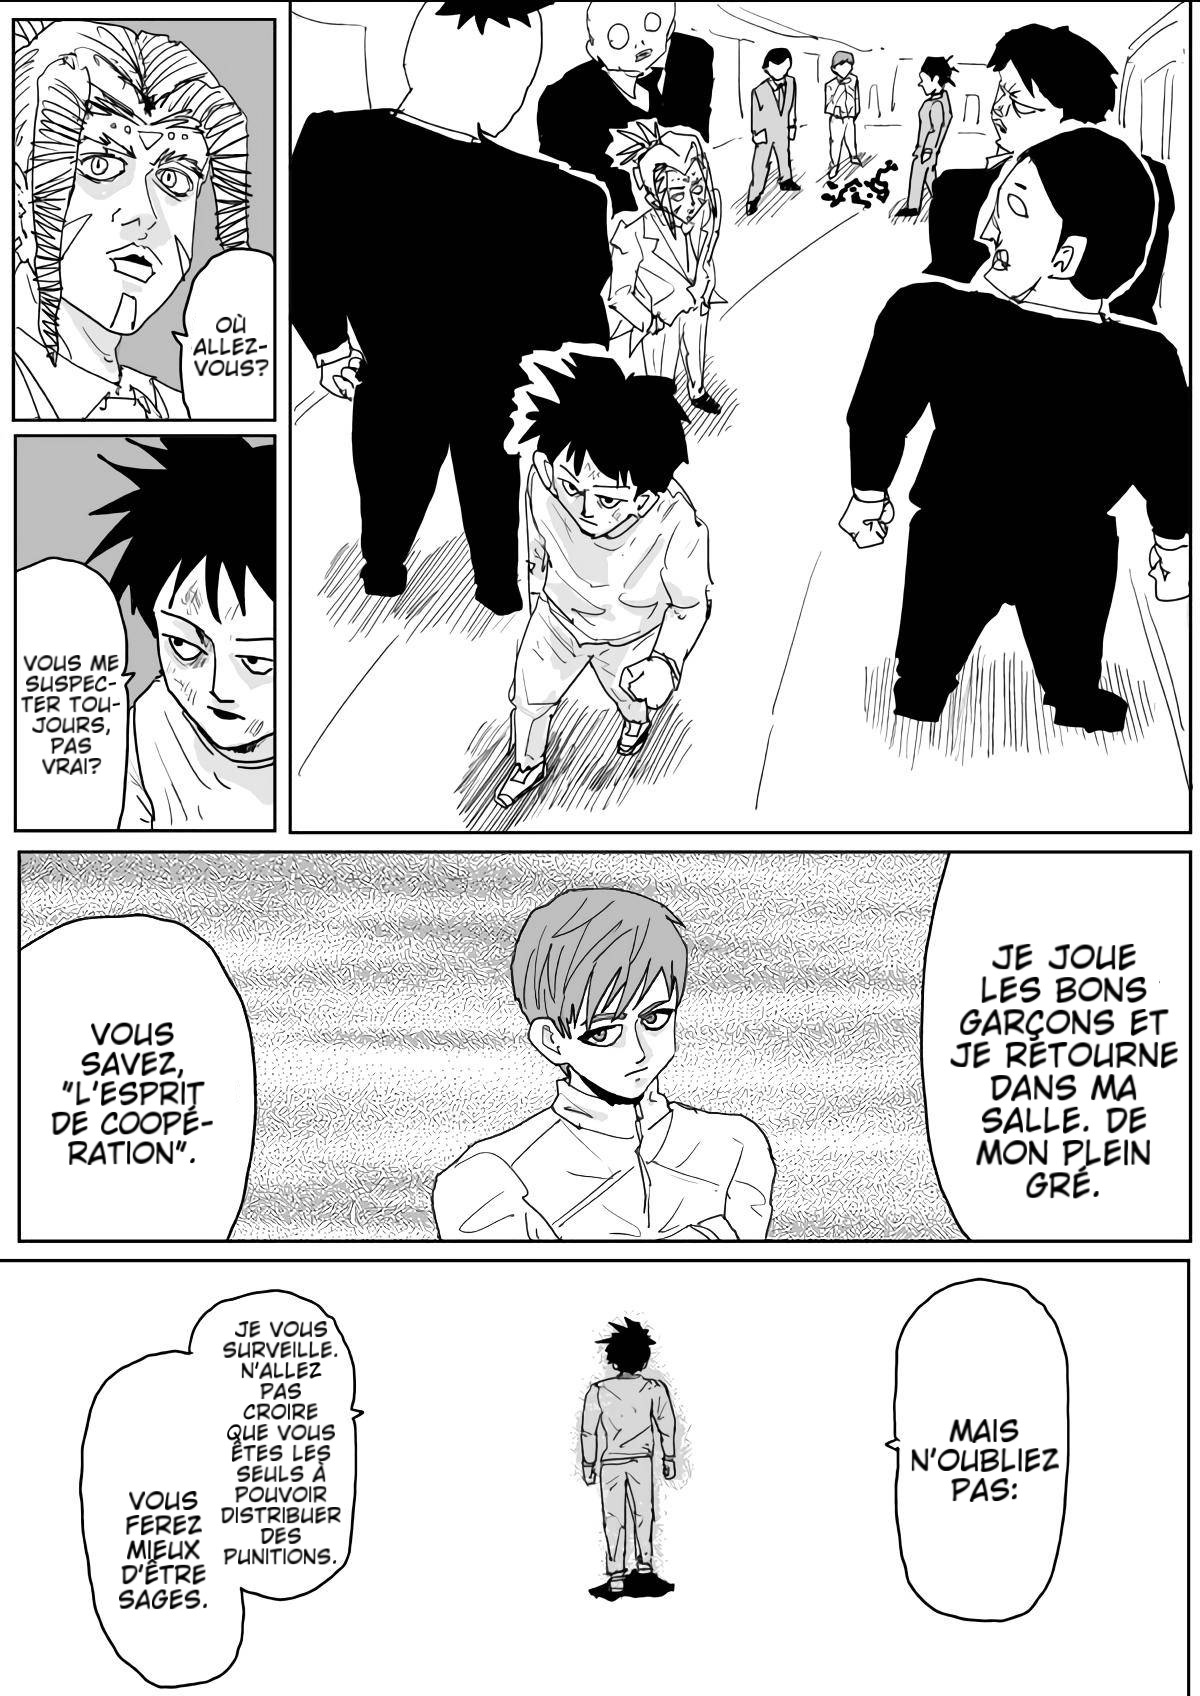 OÙ
ALLEZ-
VOUS?
VOUS ME
SUSPEC-
TER TOU-
JOURS,
PAS
VRAI?
JE JOUE
LES BONS
GARÇONS ET
JE RETOURNE
DANS MA
SALLE. DE
MON PLEIN
GRÉ.
VOUS
SAVEZ,
"L'ESPRIT
DE COOPÉ-
RATION".
MAIS
N'OUBLIEZ
PAS:
JE VOUS
SURVEILLE.
N'ALLEZ
PAS
CROIRE
QUE VOUS
ÊTES LES
SEULS À
POUVOIR
DISTRIBUER
DES
PUNITIONS.
VOUS
FEREZ
MIEUX
D'ÊTRE
SAGES.